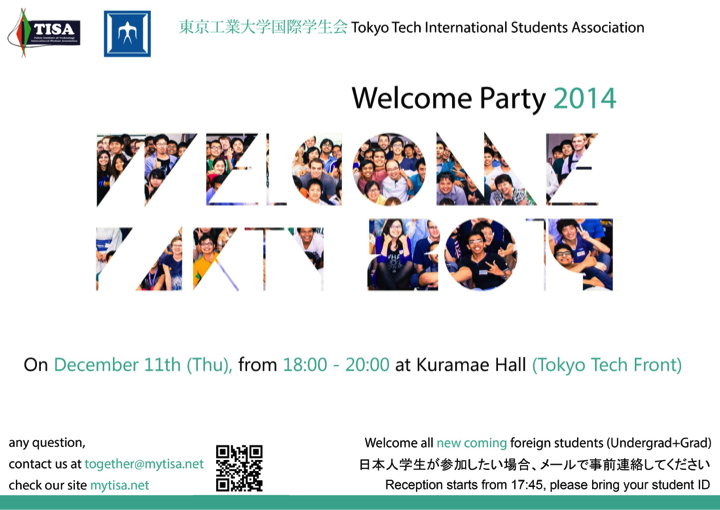 TISA
東京工業大学国際学生会 Tokyo Tech International Students Association
Welcome Party 2014
WELCOME
PARTY 2014
On December 11th (Thu), from 18:00 - 20:00 at Kuramae Hall (Tokyo Tech Front)
any question,
contact us at together@mytisa.net
check our site mytisa.net
Welcome all new coming foreign students (Undergrad+Grad)
日本人学生が参加したい場合、メールで事前連絡してください
Reception starts from 17:45, please bring your student ID